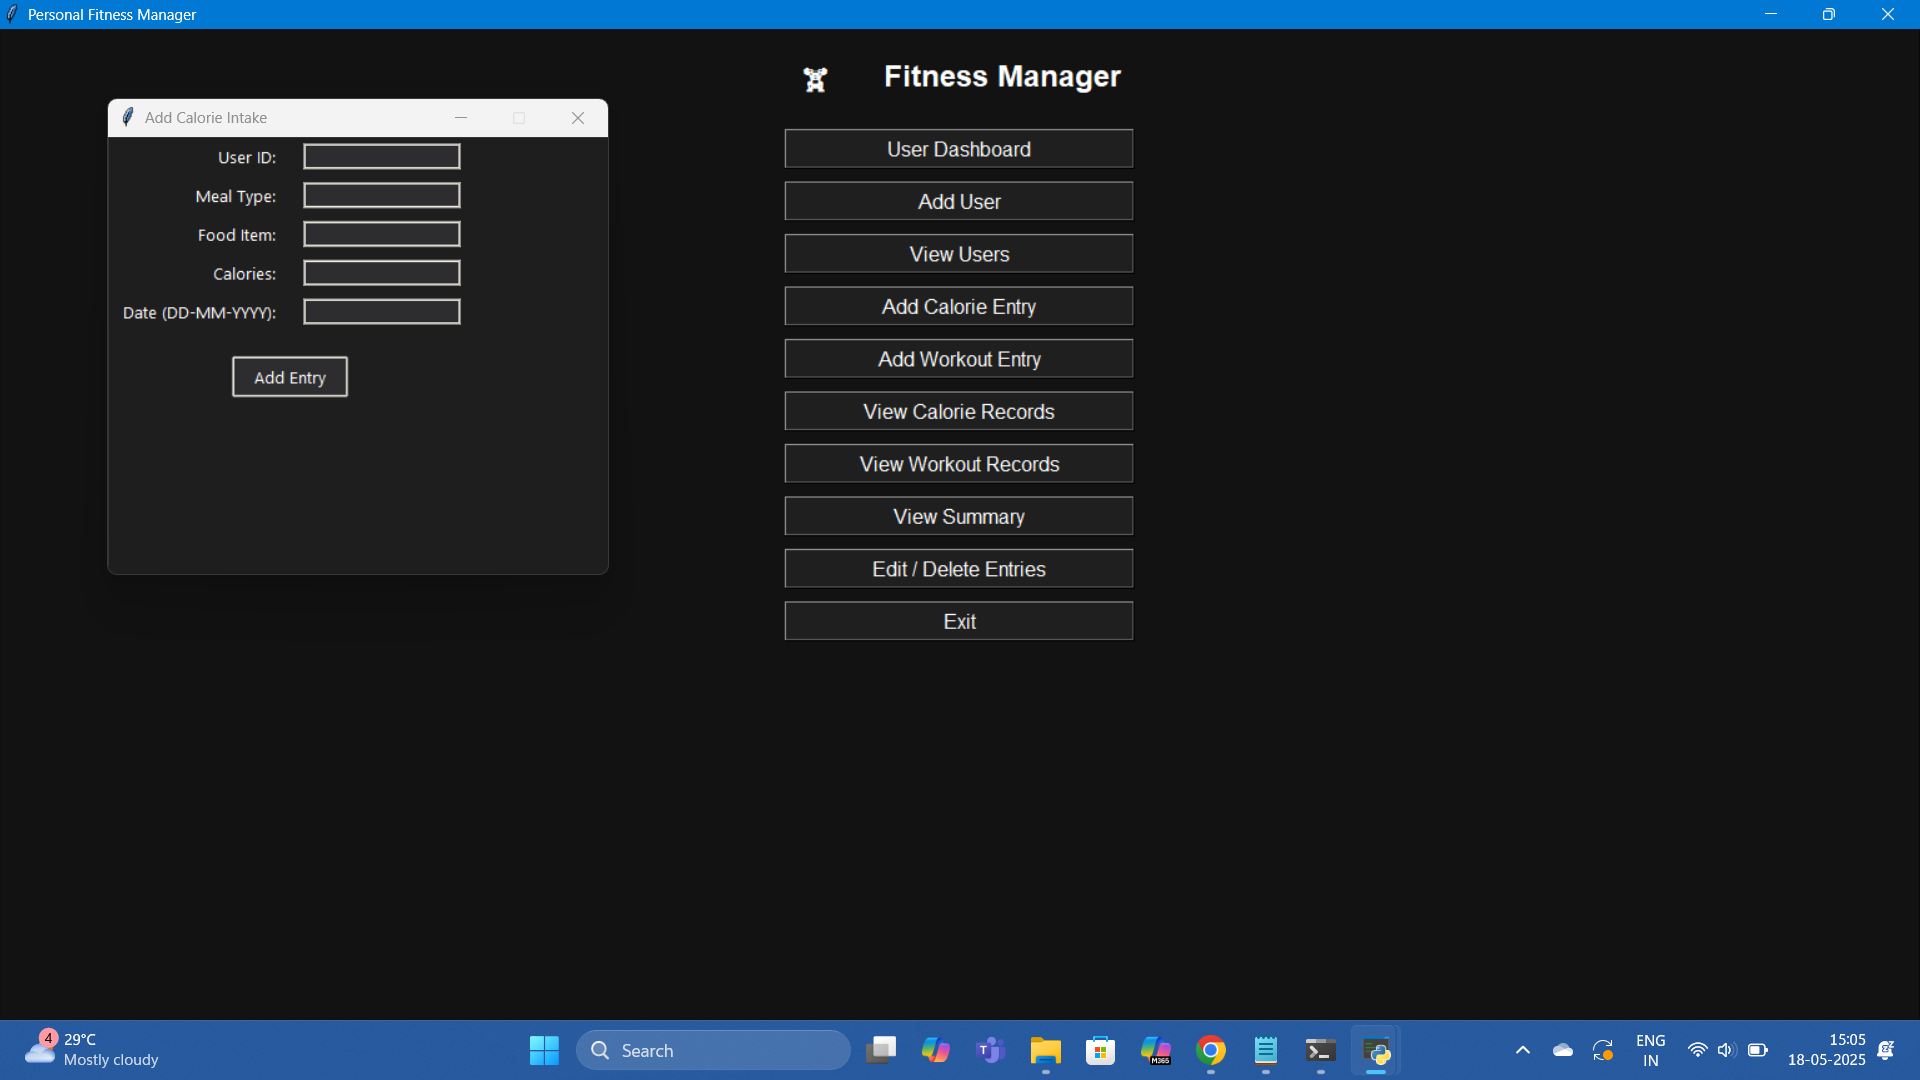 Personal Fitness Manager
Fitness Manager
Add Calorie Intake
User ID:
Meal Type:
Food Item:
Calories:
Date (DD-MM-YYYY):
Add Entry
User Dashboard
Add User
View Users
Add Calorie Entry
Add Workout Entry
View Calorie Records
View Workout Records
View Summary
Edit / Delete Entries
Exit
4
29°C
Mostly cloudy
Search
T
M365
ENG
IN
15:05
18-05-2025